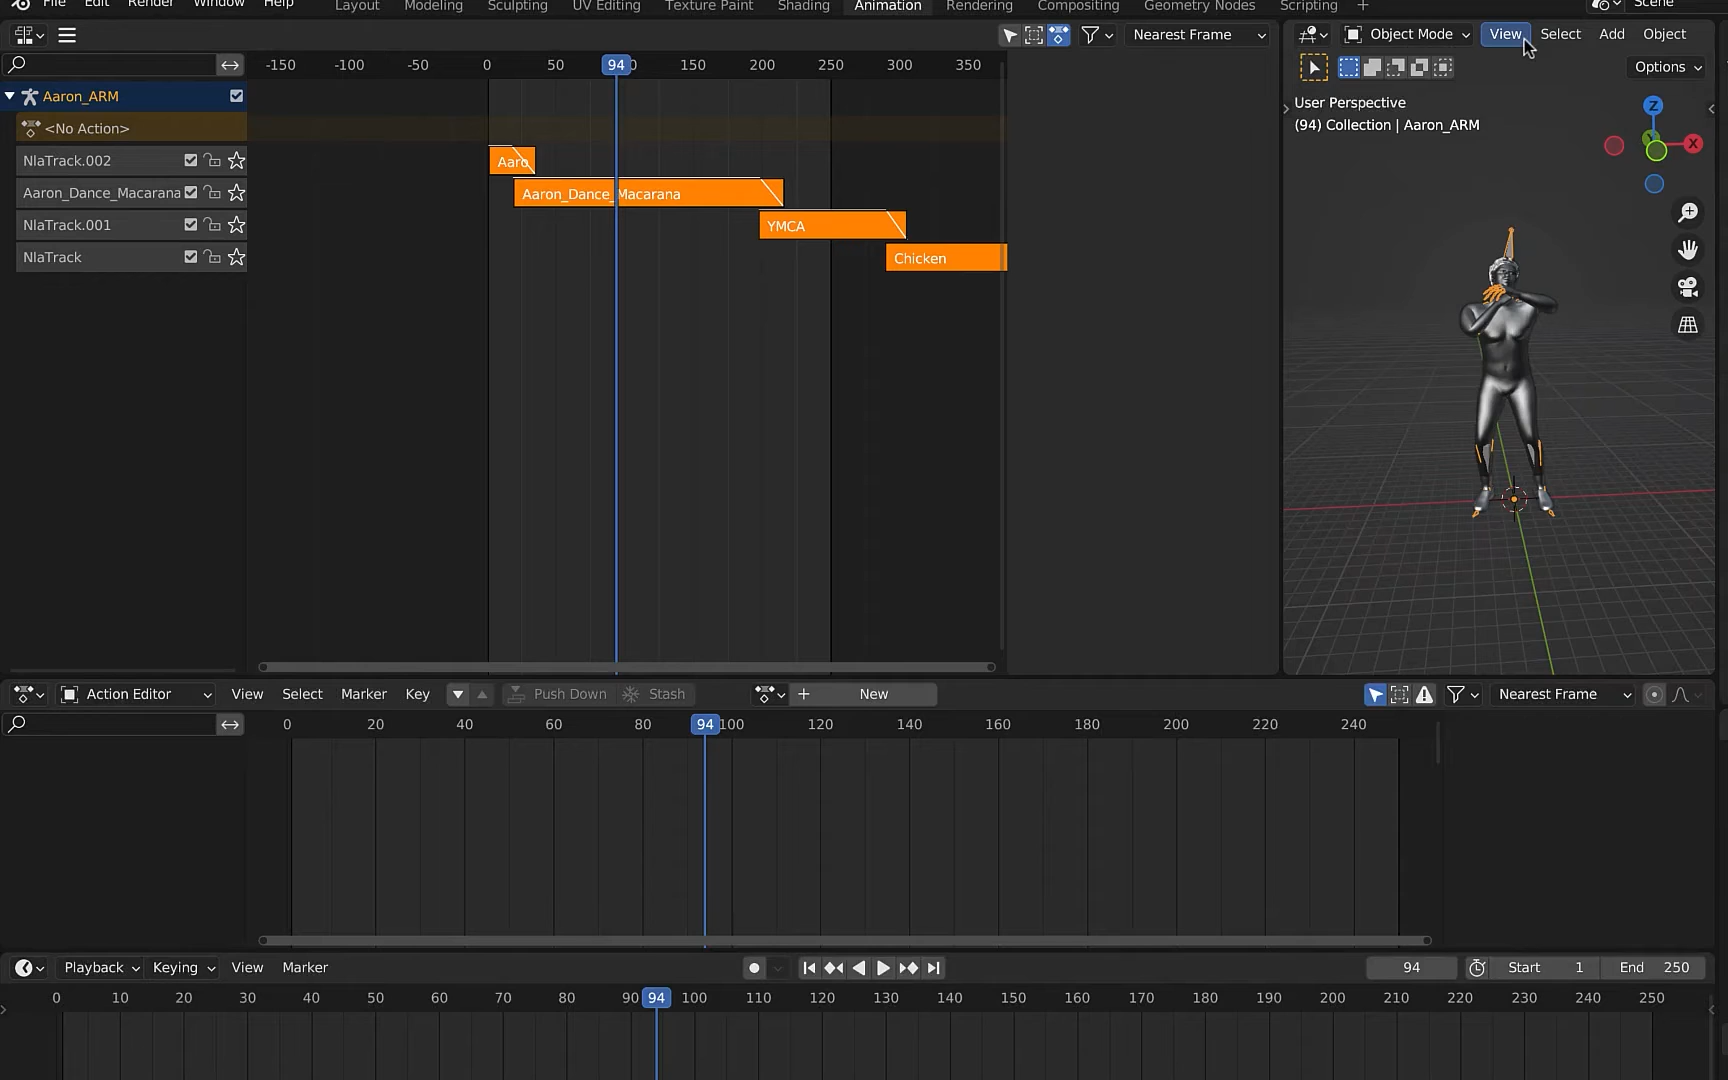 File Edit Render Window Help Layout Modeling Sculpting UV Editing Texture Paint Shading Animation Rendering Compositing Geometry Nodes Scripting + Scene
Nearest Frame
Object Mode View Select Add Object
-150 -100 -50 0 50 94 150 200 250 300 350
Options
Aaron_ARM
User Perspective
(94) Collection | Aaron_ARM
Z
X
<No Action>
NlaTrack.002
Aaro
Aaron_Dance_Macarana
Aaron_Dance_Macarana
NlaTrack.001
YMCA
NlaTrack
Chicken
Action Editor View Select Marker Key Push Down Stash + New Nearest Frame
0 20 40 60 80 94 100 120 140 160 180 200 220 240
Playback Keying View Marker 94 Start 1 End 250
0 10 20 30 40 50 60 70 80 90 94 100 110 120 130 140 150 160 170 180 190 200 210 220 230 240 250